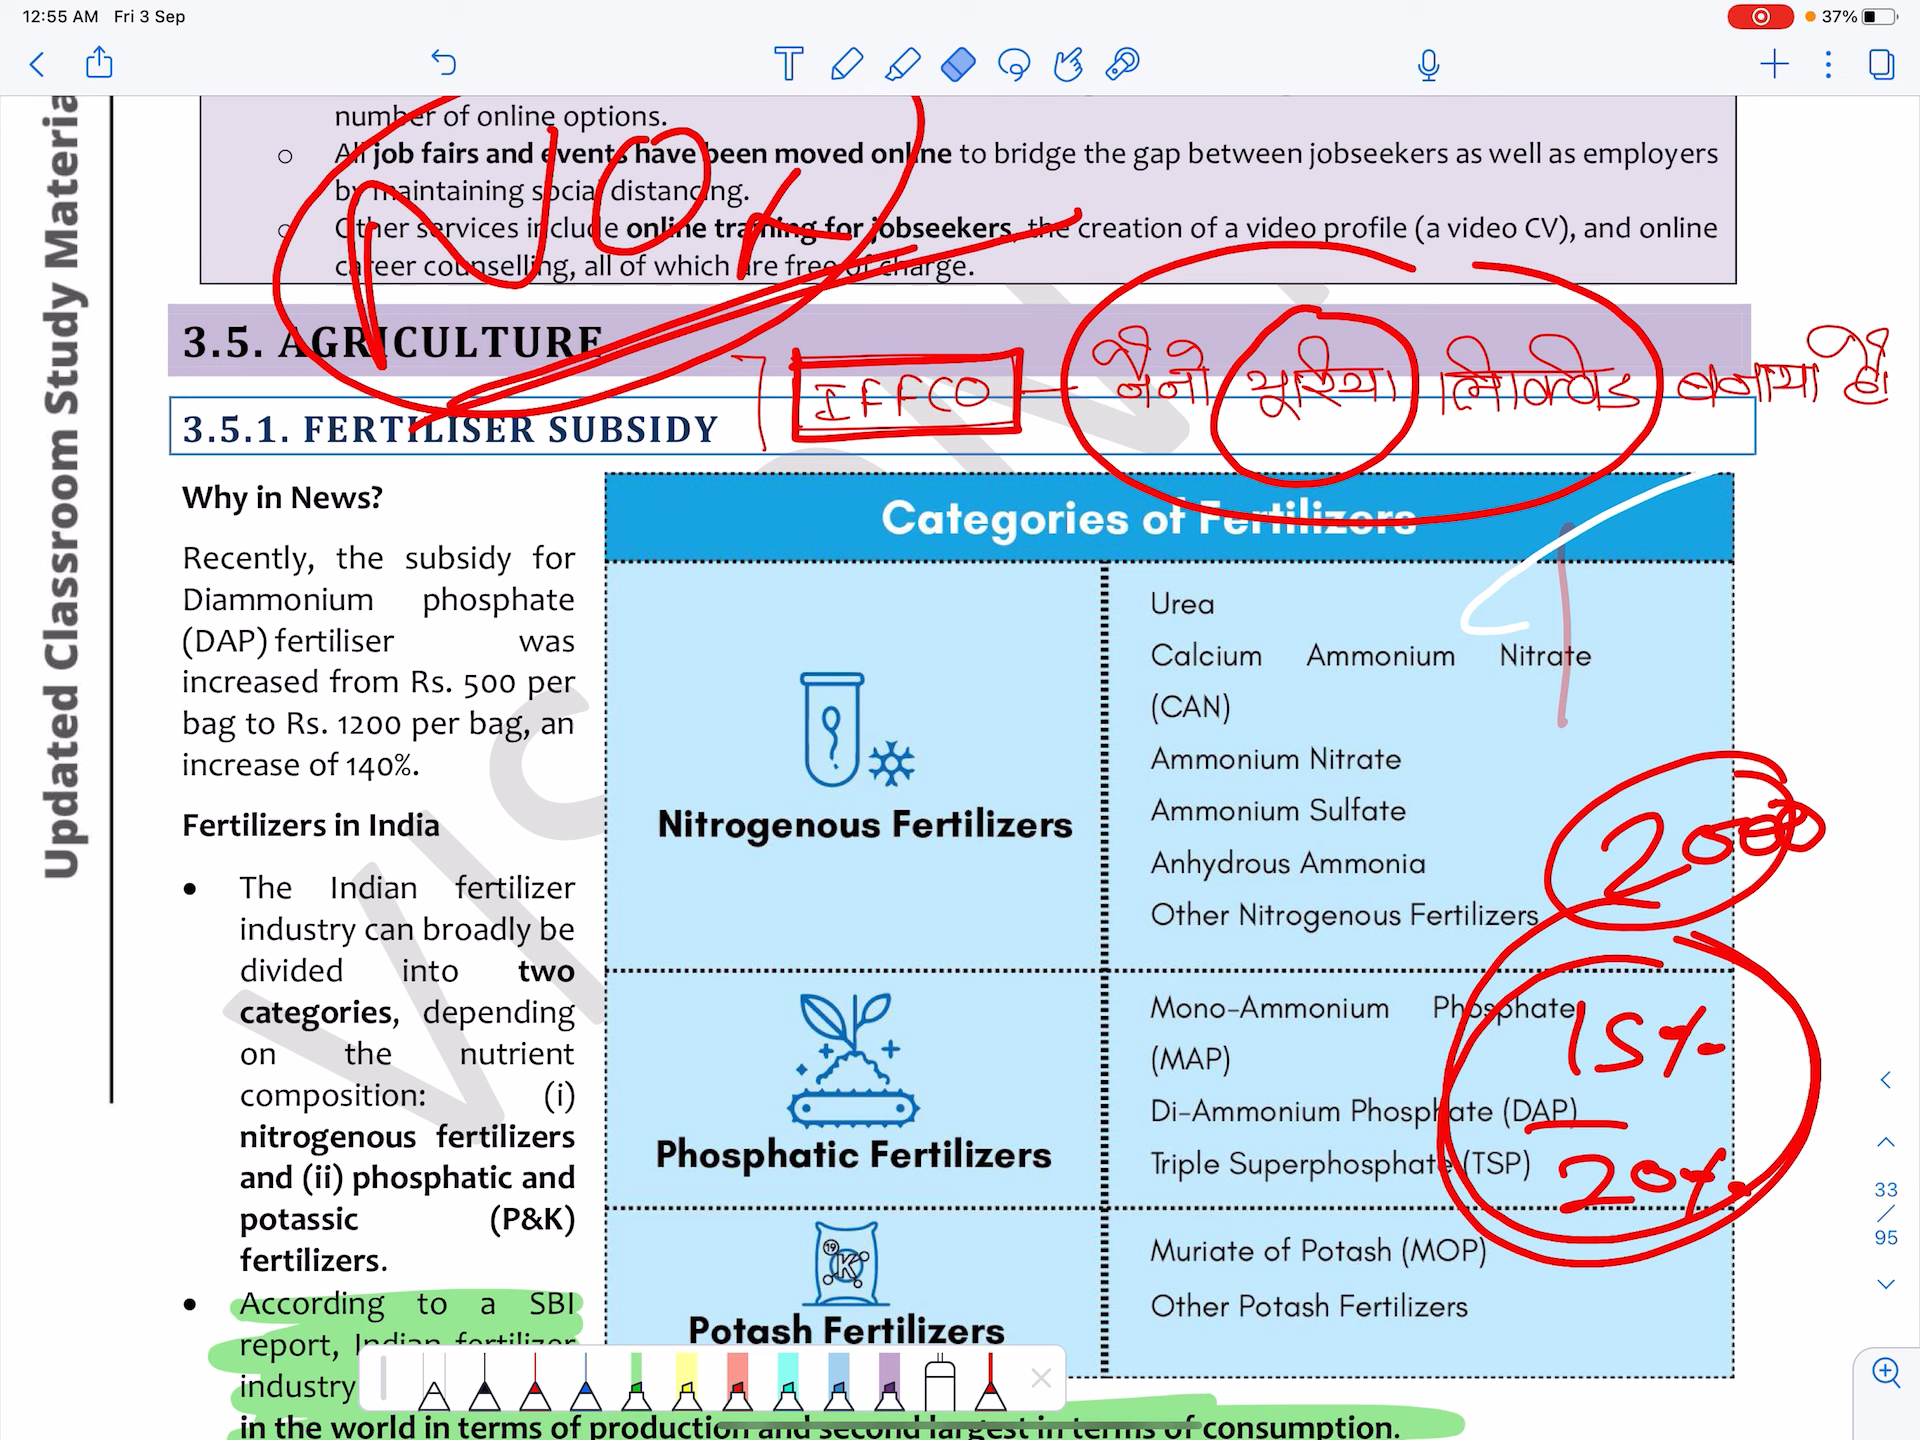 12:55 AM Fri 3 Sep
37%
Updated Classroom Study Materia
number of online options.
○ All job fairs and events have been moved online to bridge the gap between jobseekers as well as employers
by maintaining social distancing.
○ Other services include online training for jobseekers, the creation of a video profile (a video CV), and online
career counselling, all of which are free of charge.
3.5. AGRICULTURE
IFFCO – नैनो यूरिया लिक्वीड बनाया है
3.5.1. FERTILISER SUBSIDY
Why in News?
Recently, the subsidy for
Diammonium phosphate
(DAP) fertiliser was
increased from Rs. 500 per
bag to Rs. 1200 per bag, an
increase of 140%.
Fertilizers in India
• The Indian fertilizer
industry can broadly be
divided into two
categories, depending
on the nutrient
composition: (i)
nitrogenous fertilizers
and (ii) phosphatic and
potassic (P&K)
fertilizers.
• According to a SBI
report, Indian fertilizer
industry
in the world in terms of production and second largest in terms of consumption.
Categories of Fertilizers
Nitrogenous Fertilizers
Urea
Calcium Ammonium Nitrate
(CAN)
Ammonium Nitrate
Ammonium Sulfate
Anhydrous Ammonia
Other Nitrogenous Fertilizers
2000
Phosphatic Fertilizers
Mono-Ammonium Phosphate
(MAP)
Di-Ammonium Phosphate (DAP)
Triple Superphosphate (TSP)
15%
20%
19
K
Potash Fertilizers
Muriate of Potash (MOP)
Other Potash Fertilizers
33
/
95